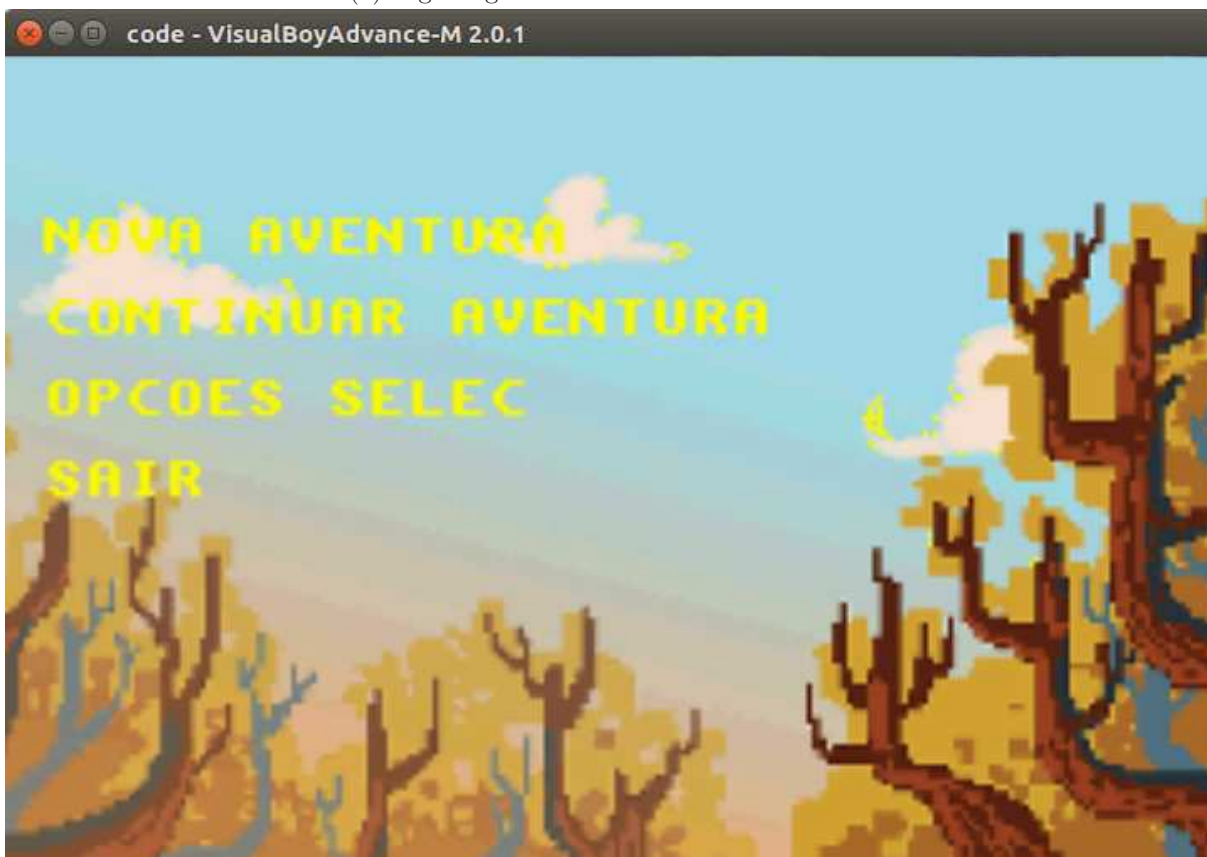 code - VisualBoyAdvance-M 2.0.1
NOVA AVENTURA
CONTINUAR AVENTURA
OPCOES SELEC
SAIR